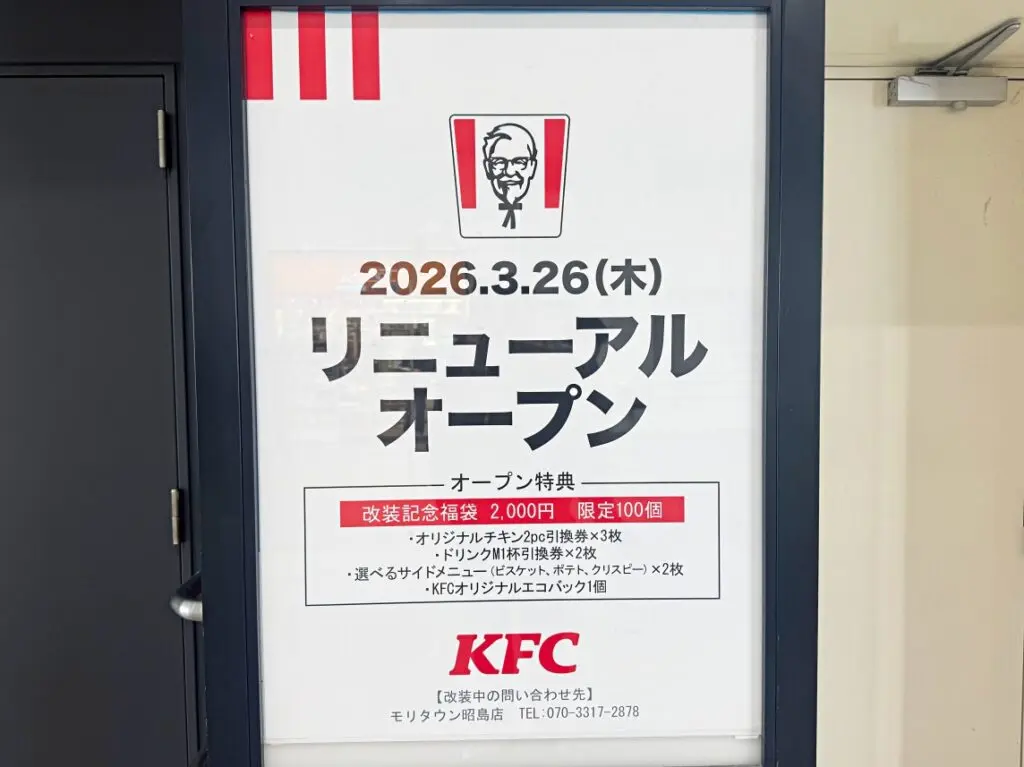 2026.3.26(木)
リニューアル
オープン
オープン特典
改装記念福袋 2,000円 限定100個
・オリジナルチキン2pc引換券×3枚
・ドリンクM1杯引換券×2枚
・選べるサイドメニュー(ビスケット、ポテト、クリスピー)×2枚
・KFCオリジナルエコバック1個
KFC
【改装中の問い合わせ先】
モリタウン昭島店 TEL:070-3317-2878